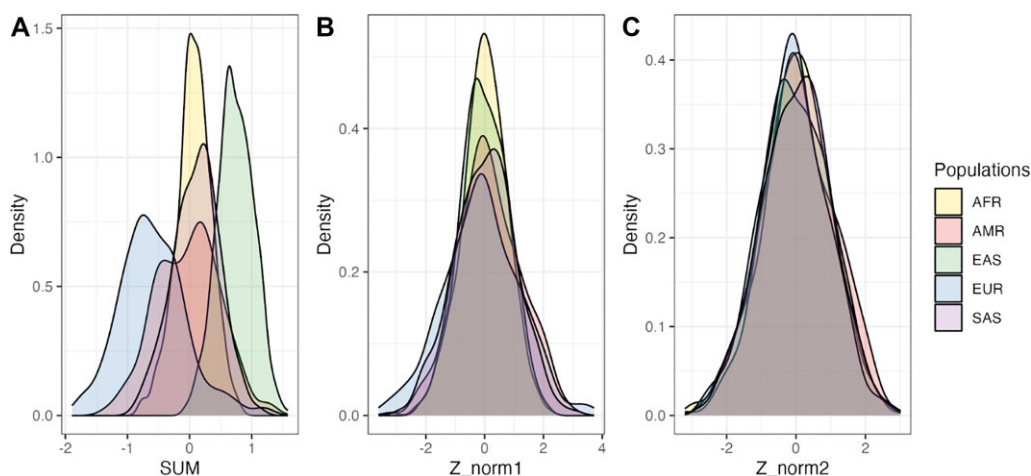 A
B
C
1.5
1.0
0.5
0.0
Density
-2
-1
0
1
SUM
0.4
0.2
0.0
Density
-2
0
2
4
Z_norm1
0.4
0.3
0.2
0.1
0.0
Density
-2
0
2
Z_norm2
Populations
AFR
AMR
EAS
EUR
SAS